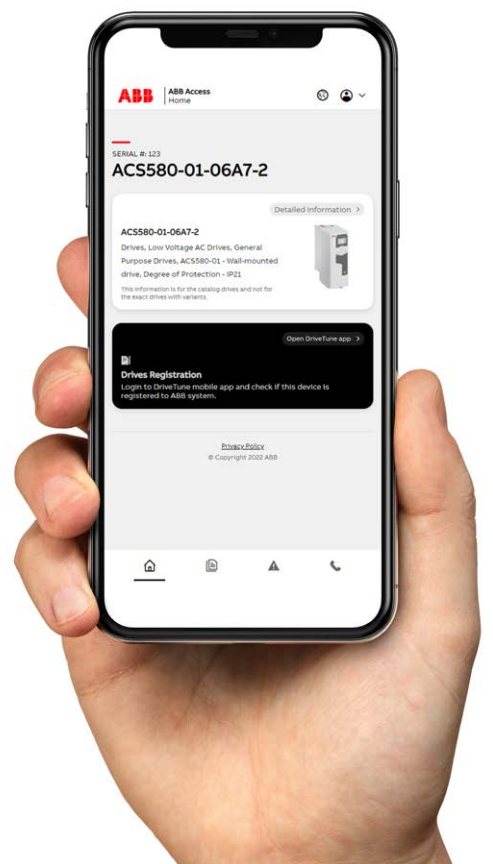 ABB
ABB Access
Home
SERIAL #: 123
ACS580-01-06A7-2
Detailed Information >
ACS580-01-06A7-2
Drives, Low Voltage AC Drives, General
Purpose Drives, ACS580-01 - Wall-mounted
drive, Degree of Protection - IP21
This information is for the catalog drives and not for
the exact drives with variants.
Open DriveTune app >
Drives Registration
Login to DriveTune mobile app and check if this device is
registered to ABB system.
Privacy Policy
© Copyright 2022 ABB